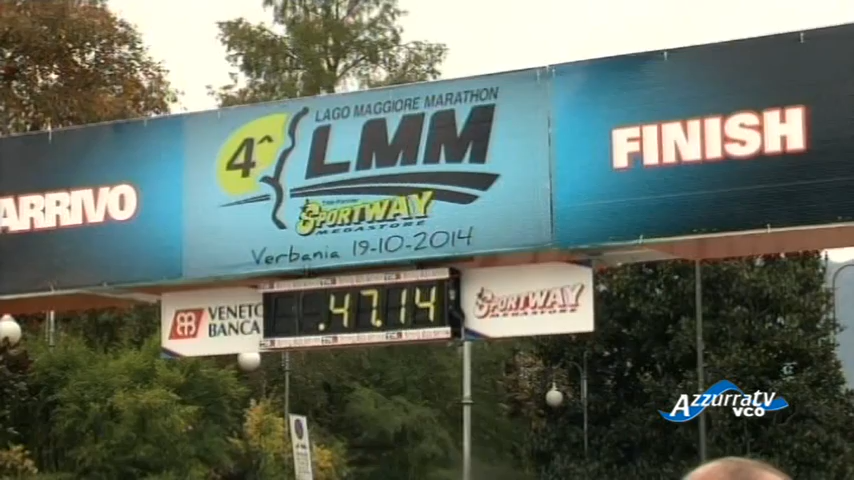 LAGO MAGGIORE MARATHON
4^
LMM
FINISH
ARRIVO
SPORTWAY
MEGASTORE
Verbania 19-10-2014
VENETO
BANCA
.47.14
SPORTWAY
MEGASTORE
AZZURRATV
VCO